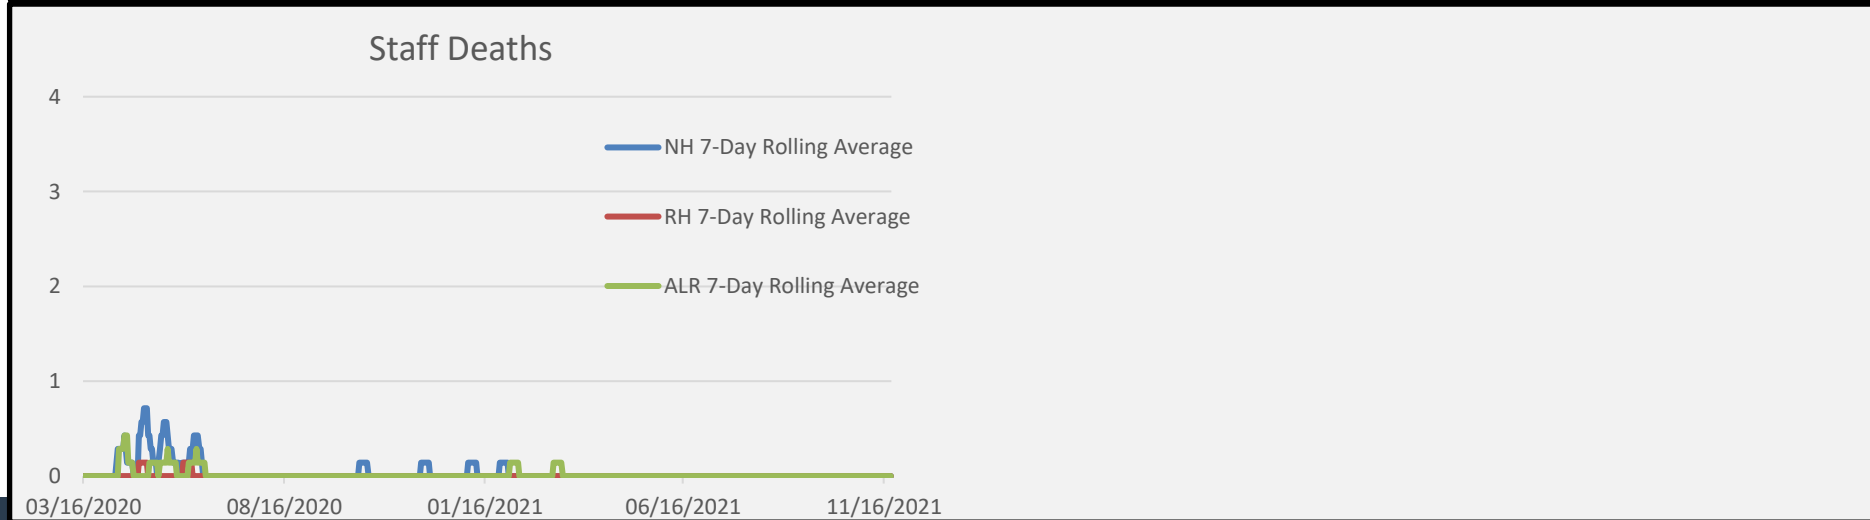 Staff Deaths
4
NH 7-Day Rolling Average
3
RH 7-Day Rolling Average
2
ALR 7-Day Rolling Average
1
0
03/16/2020 08/16/2020 01/16/2021 06/16/2021 11/16/2021